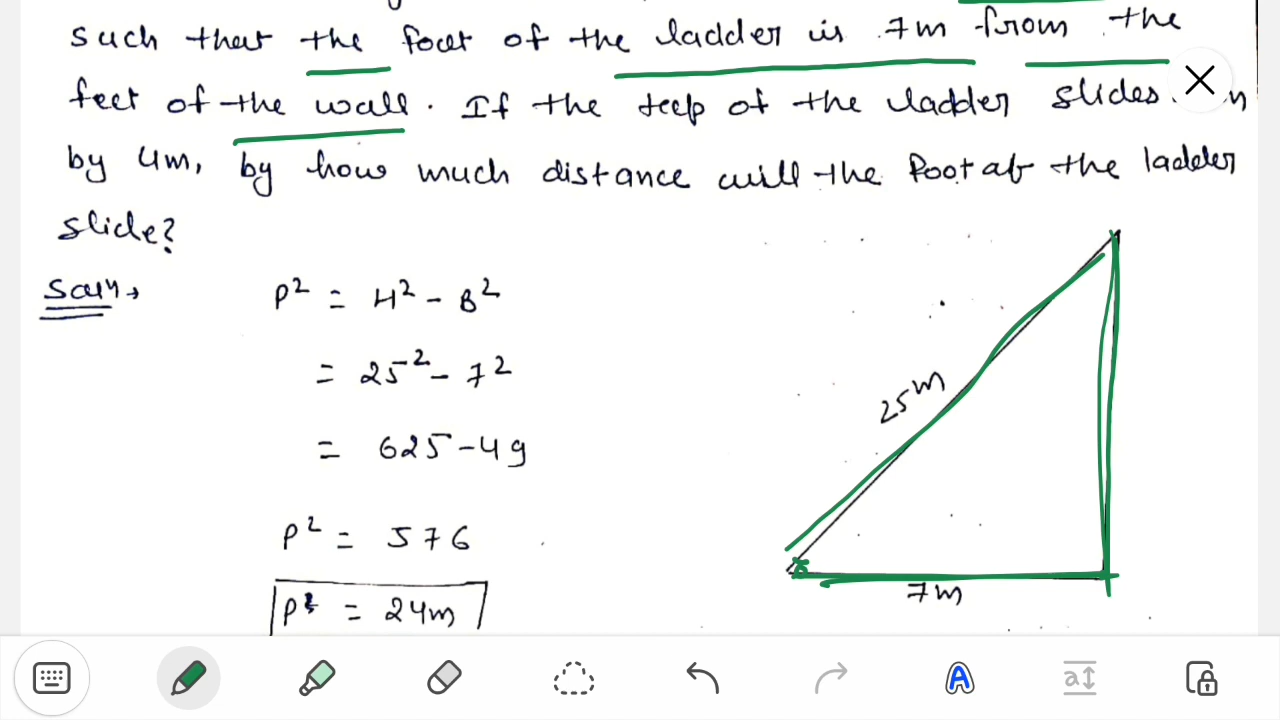 such that the foot of the ladder is 7m from the
feet of the wall. If the top of the ladder slides
by 4m, by how much distance will the foot of the ladder
slide?
Soln →
P² = H² - B²
= 25² - 7²
= 625 - 49
P² = 576
P = 24m
25m
7m
A
a